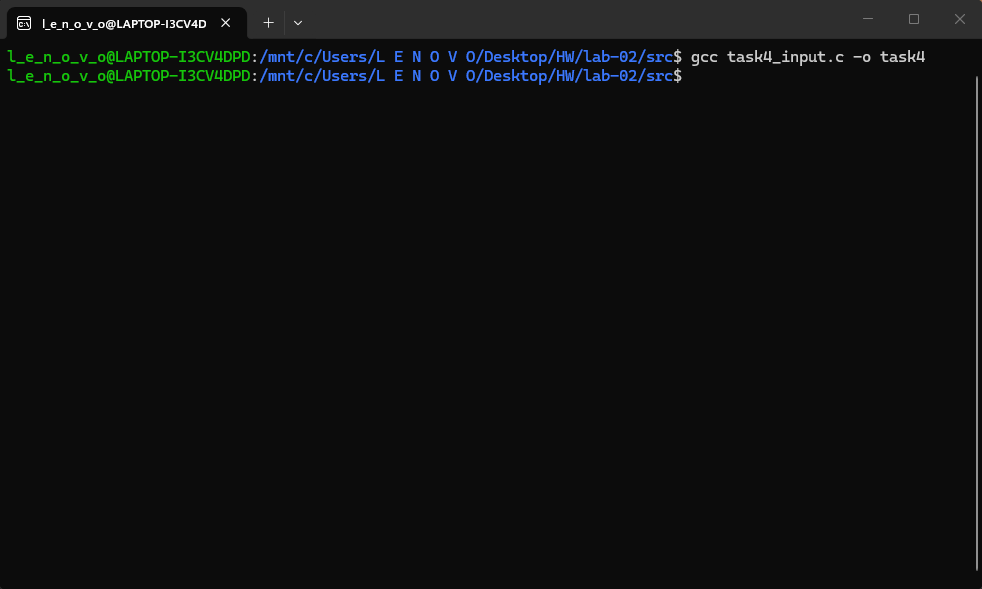 l_e_n_o_v_o@LAPTOP-I3CV4D
l_e_n_o_v_o@LAPTOP-I3CV4DPD:/mnt/c/Users/L E N O V O/Desktop/HW/lab-02/src$ gcc task4_input.c -o task4
l_e_n_o_v_o@LAPTOP-I3CV4DPD:/mnt/c/Users/L E N O V O/Desktop/HW/lab-02/src$